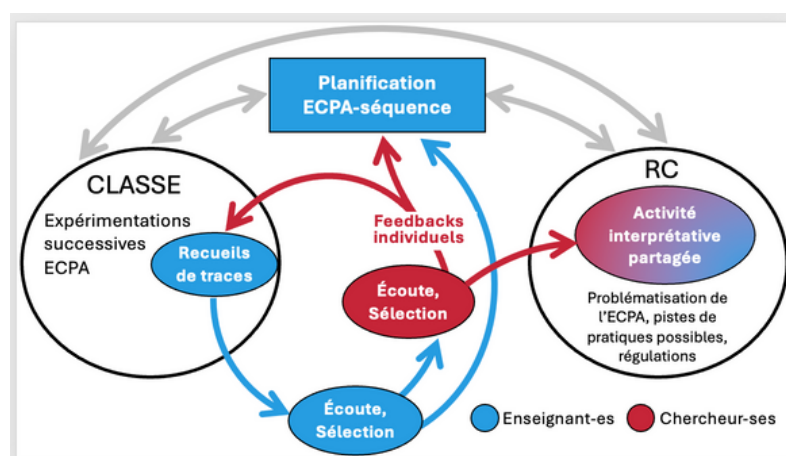 Planification
ECPA-séquence
CLASSE
Expérimentations
successives
ECPA
Recueils
de traces
Feedbacks
individuels
Écoute,
Sélection
Écoute,
Sélection
RC
Activité
interprétative
partagée
Problématisation de
l'ECPA, pistes de
pratiques possibles,
régulations
Enseignant-es
Chercheur-ses